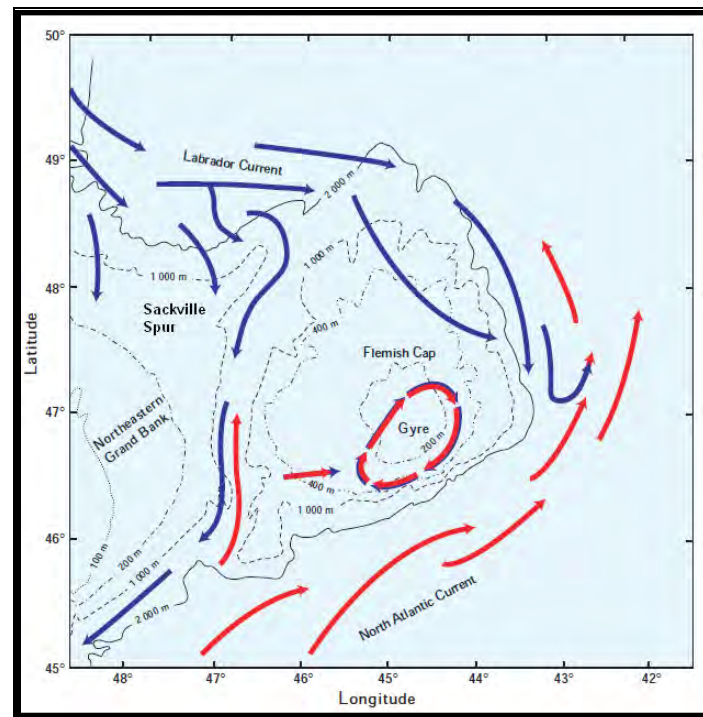 50°
49°
48°
47°
46°
45°
Latitude
48°
47°
46°
45°
44°
43°
42°
Longitude
Labrador Current
2 000 m
1 000 m
1 000 m
400 m
Sackville
Spur
Flemish Cap
Northeastern
Grand Bank
Gyre
200 m
400 m
1 000 m
100 m
200 m
1 000 m
2 000 m
North Atlantic Current